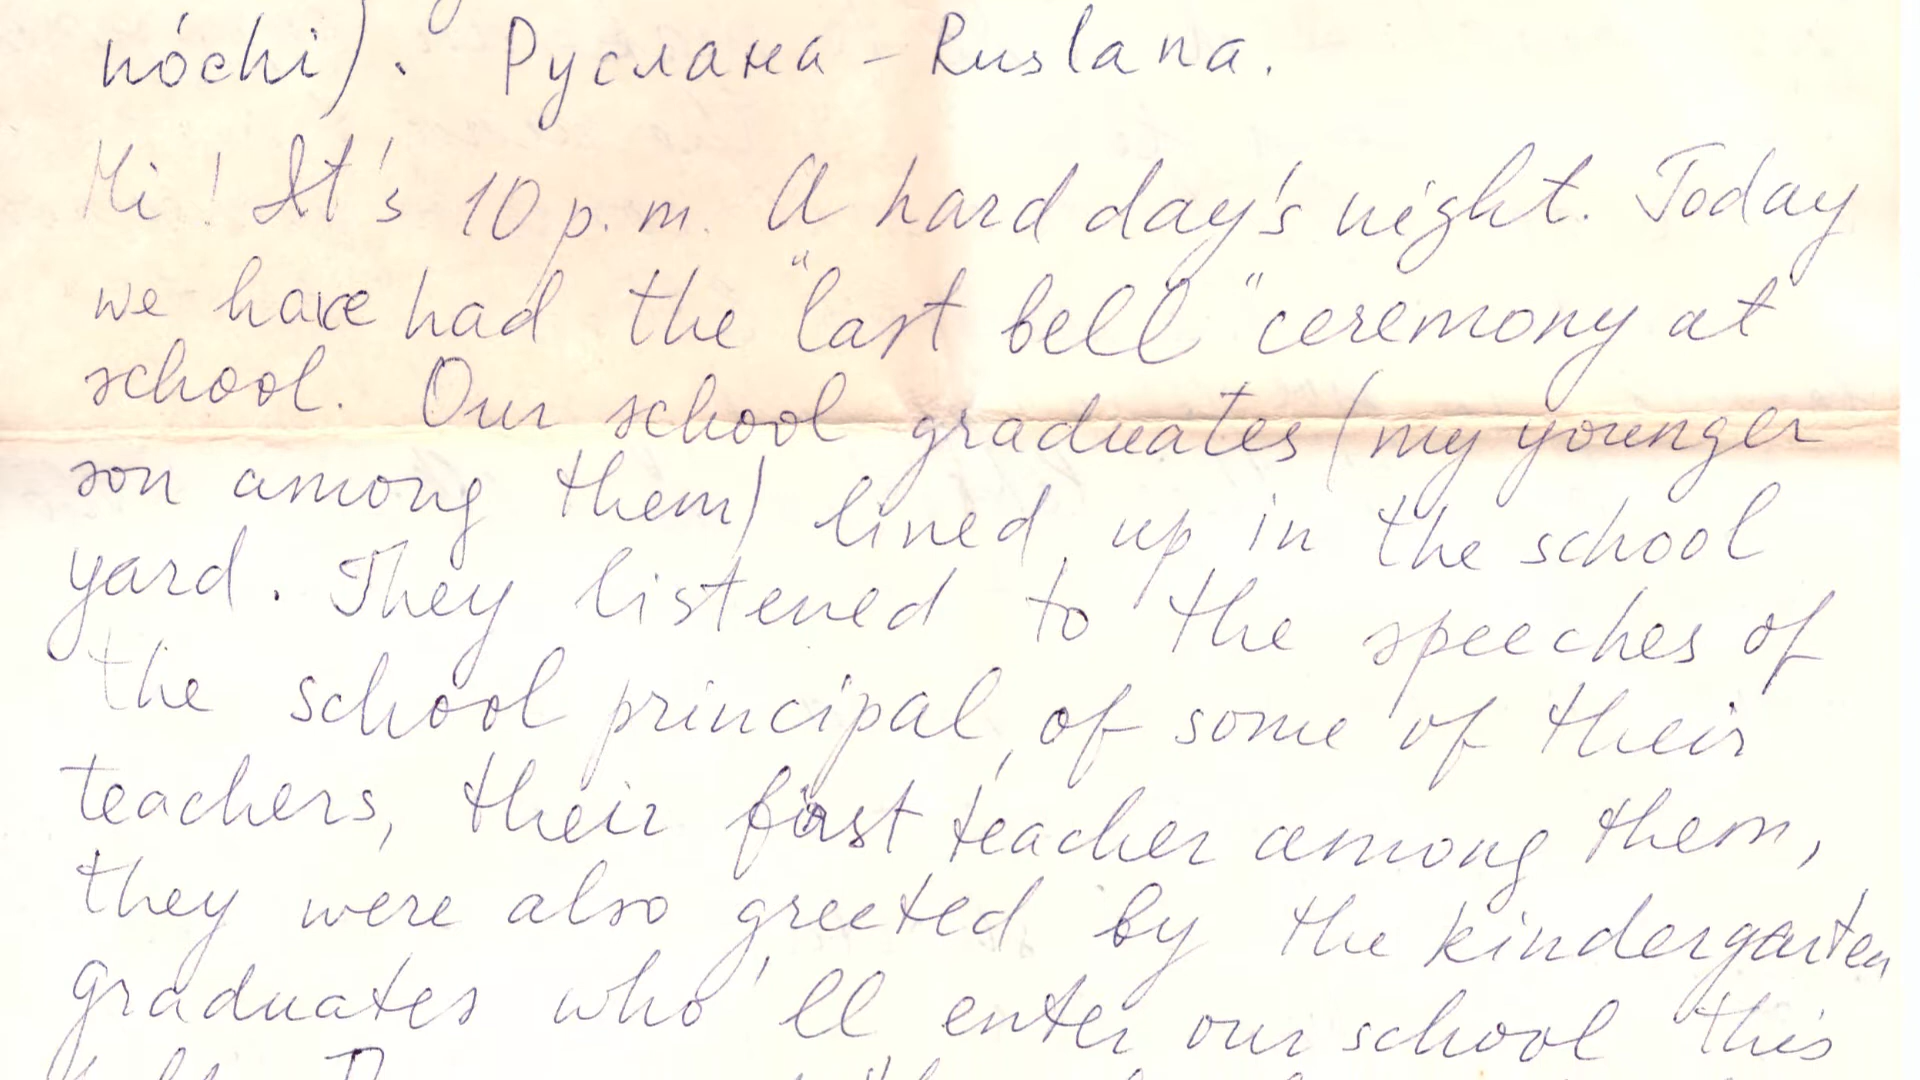 nóchi). Руслана – Ruslana.
Hi! It's 10 p.m. A hard day's night. Today
we have had the "last bell" ceremony at
school. Our school graduates (my younger
son among them) lined up in the school
yard. They listened to the speeches of
the school principal, of some of their
teachers, their first teacher among them,
they were also greeted by the kindergarten
graduates who'll enter our school this